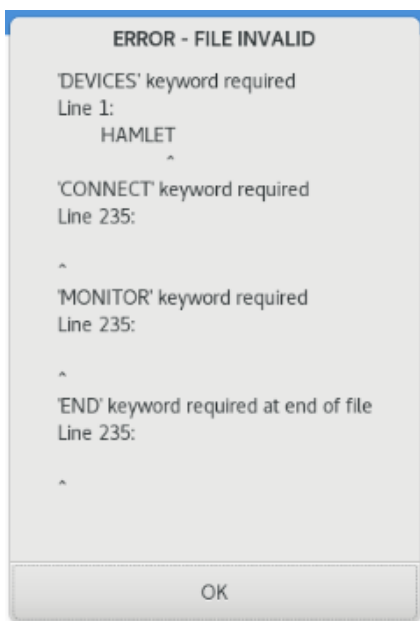 ERROR - FILE INVALID
'DEVICES' keyword required
Line 1:
HAMLET
^
'CONNECT' keyword required
Line 235:
^
'MONITOR' keyword required
Line 235:
^
'END' keyword required at end of file
Line 235:
^
OK